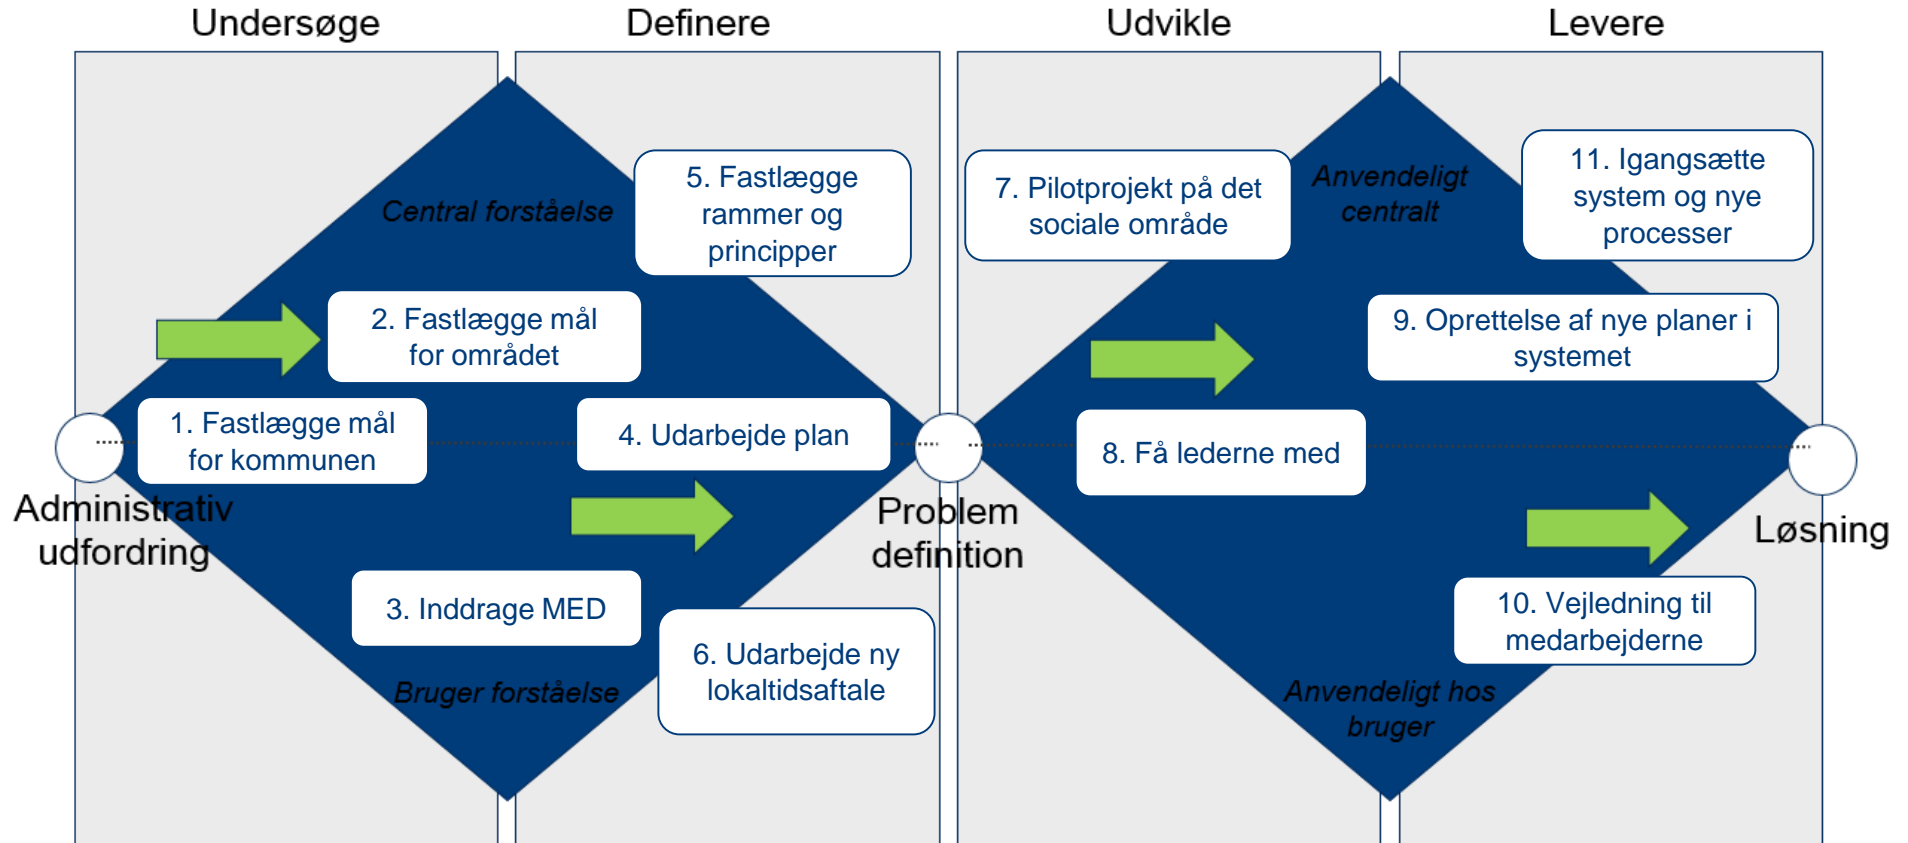 Undersøge
Definere
Udvikle
Levere
Central forståelse
5. Fastlægge
rammer og
principper
7. Pilotprojekt på det
sociale område
Anvendeligt
centralt
11. Igangsætte
system og nye
processer
2. Fastlægge mål
for området
9. Oprettelse af nye planer i
systemet
1. Fastlægge mål
for kommunen
4. Udarbejde plan
8. Få lederne med
Administrativ
udfordring
Problem
definition
Løsning
3. Inddrage MED
6. Udarbejde ny
lokaltidsaftale
10. Vejledning til
medarbejderne
Bruger forståelse
Anvendeligt hos
bruger